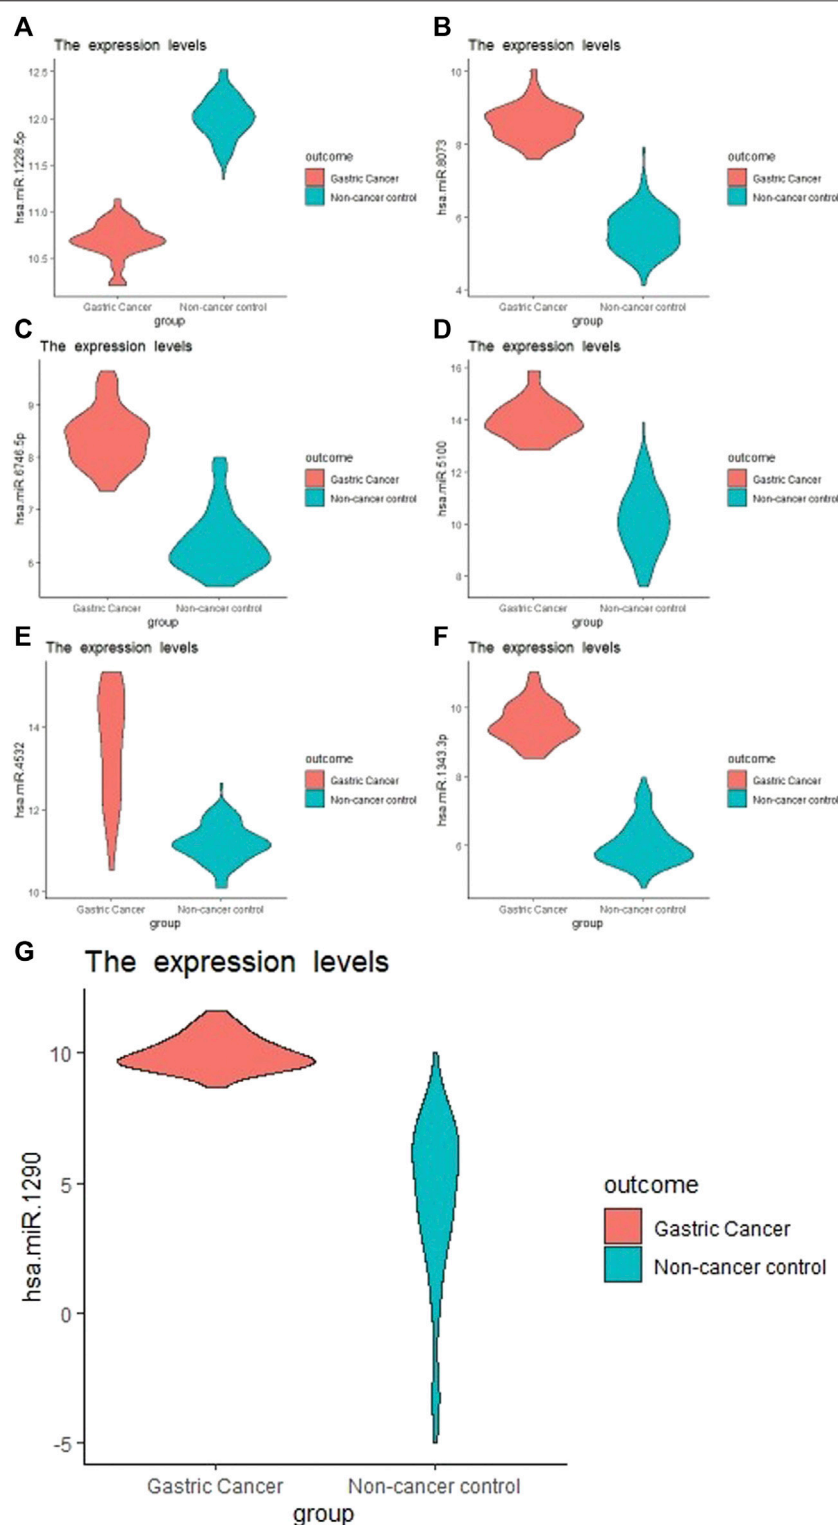 A
The expression levels
12.5
12.0
11.5
11.0
10.5
hsa.miR.1228.5p
Gastric Cancer Non-cancer control
group
outcome
Gastric Cancer
Non-cancer control
B
The expression levels
10
8
6
4
hsa.miR.8073
Gastric Cancer Non-cancer control
group
outcome
Gastric Cancer
Non-cancer control
C
The expression levels
9
8
7
6
hsa.miR.6746.5p
Gastric Cancer Non-cancer control
group
outcome
Gastric Cancer
Non-cancer control
D
The expression levels
16
14
12
10
8
hsa.miR.5100
Gastric Cancer Non-cancer control
group
outcome
Gastric Cancer
Non-cancer control
E
The expression levels
14
12
10
hsa.miR.4532
Gastric Cancer Non-cancer control
group
outcome
Gastric Cancer
Non-cancer control
F
The expression levels
10
8
6
hsa.miR.1343.3p
Gastric Cancer Non-cancer control
group
outcome
Gastric Cancer
Non-cancer control
G
The expression levels
10
5
0
-5
hsa.miR.1290
Gastric Cancer Non-cancer control
group
outcome
Gastric Cancer
Non-cancer control